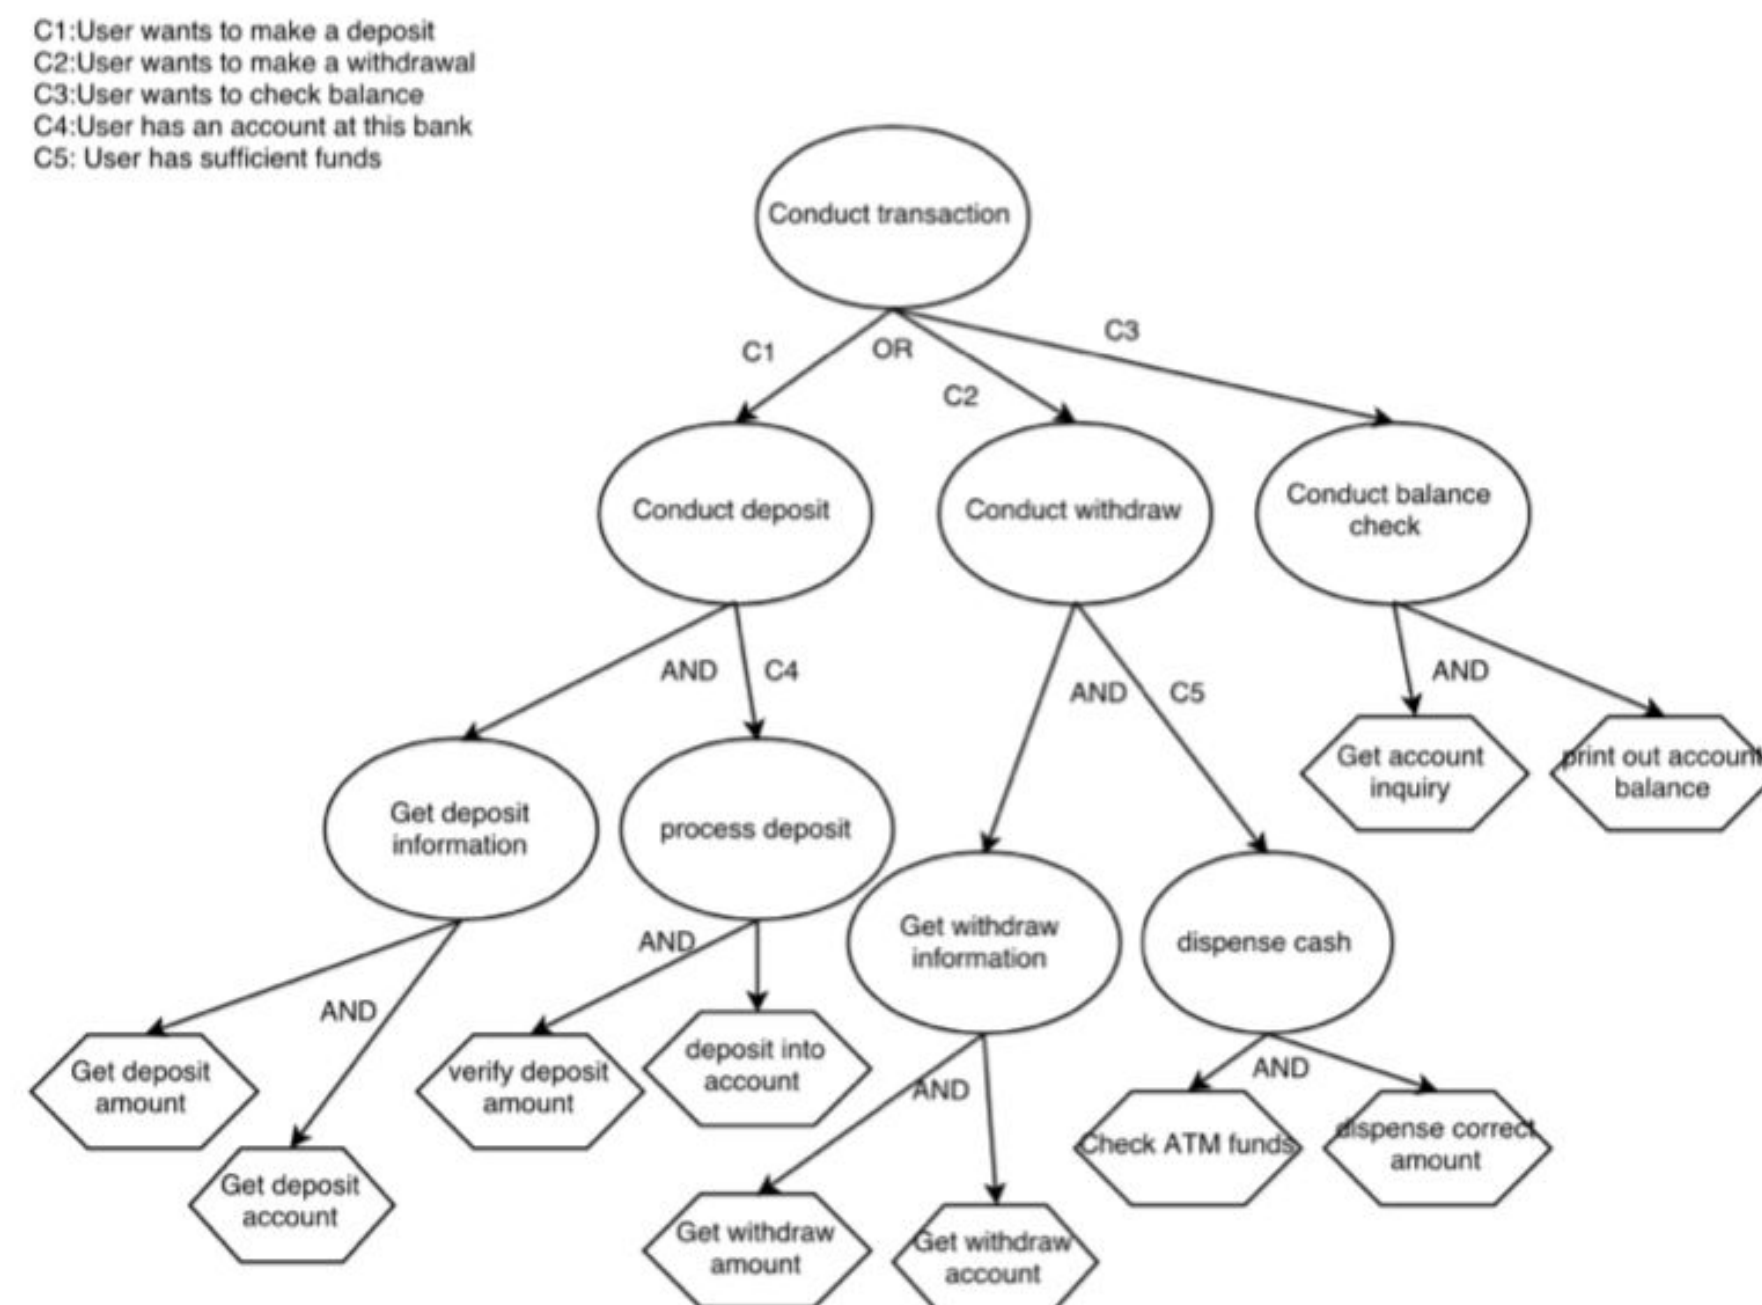 C1:User wants to make a deposit
C2:User wants to make a withdrawal
C3:User wants to check balance
C4:User has an account at this bank
C5: User has sufficient funds
Conduct transaction
C1
OR
C2
C3
Conduct deposit
Conduct withdraw
Conduct balance
check
AND
C4
AND
C5
AND
Get deposit
information
process deposit
Get account
inquiry
print out account
balance
Get withdraw
information
dispense cash
AND
AND
AND
AND
Get deposit
amount
Get deposit
account
verify deposit
amount
deposit into
account
Get withdraw
amount
Get withdraw
account
Check ATM funds
dispense correct
amount